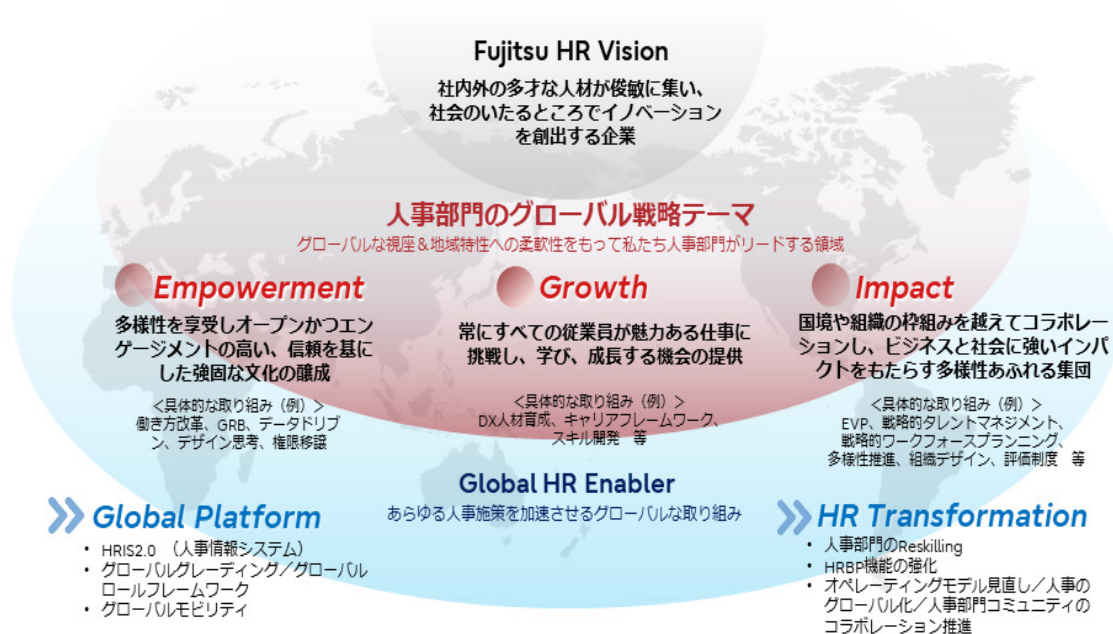 Fujitsu HR Vision
社内外の多才な人材が俊敏に集い、
社会のいたるところでイノベーション
を創出する企業
人事部門のグローバル戦略テーマ
グローバルな視座＆地域特性への柔軟性をもって私たち人事部門がリードする領域
Empowerment
多様性を享受しオープンかつエン
ゲージメントの高い、信頼を基に
した強固な文化の醸成
＜具体的な取り組み（例）＞
働き方改革、GRB、データドリブ
ン、デザイン思考、権限移譲
Growth
常にすべての従業員が魅力ある仕事に
挑戦し、学び、成長する機会の提供
＜具体的な取り組み（例）＞
DX人材育成、キャリアフレームワーク、
スキル開発　等
Impact
国境や組織の枠組みを越えてコラボレー
ションし、ビジネスと社会に強いインパ
クトをもたらす多様性あふれる集団
＜具体的な取り組み（例）＞
EVP、戦略的タレントマネジメント、
戦略的ワークフォースプランニング、
多様性推進、組織デザイン、評価制度　等
Global HR Enabler
あらゆる人事施策を加速させるグローバルな取り組み
Global Platform
• HRIS2.0 （人事情報システム）
• グローバルグレーディング／グローバル
ロールフレームワーク
• グローバルモビリティ
HR Transformation
• 人事部門のReskilling
• HRBP機能の強化
• オペレーティングモデル見直し／人事の
グローバル化／人事部門コミュニティの
コラボレーション推進